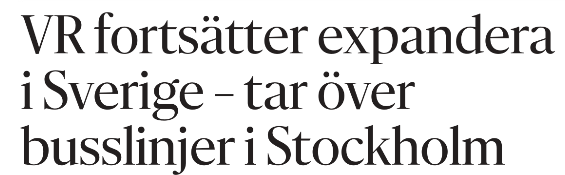 VR fortsätter expandera
i Sverige – tar över
busslinjer i Stockholm